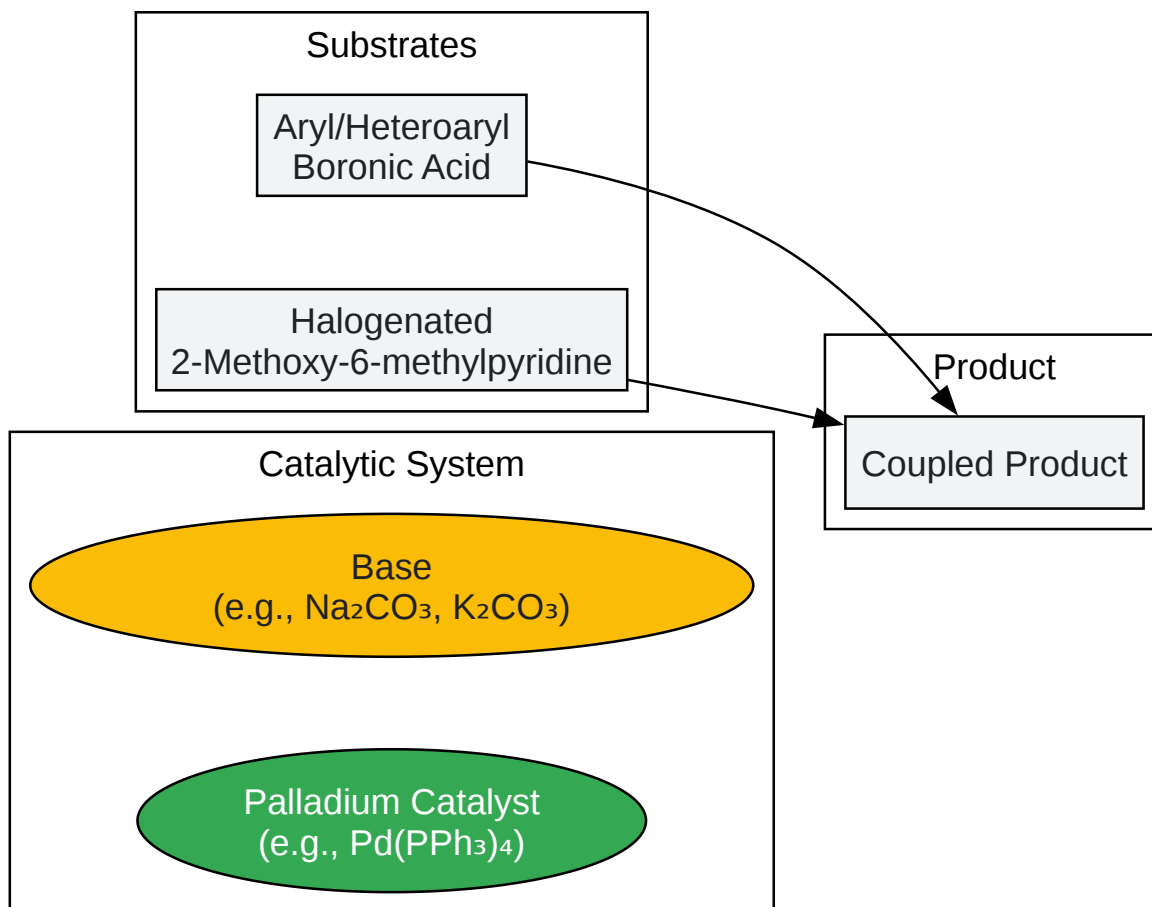 Substrates
Aryl/Heteroaryl
Boronic Acid
Halogenated
2-Methoxy-6-methylpyridine
Product
Coupled Product
Catalytic System
Base
(e.g., Na₂CO₃, K₂CO₃)
Palladium Catalyst
(e.g., Pd(PPh₃)₄)